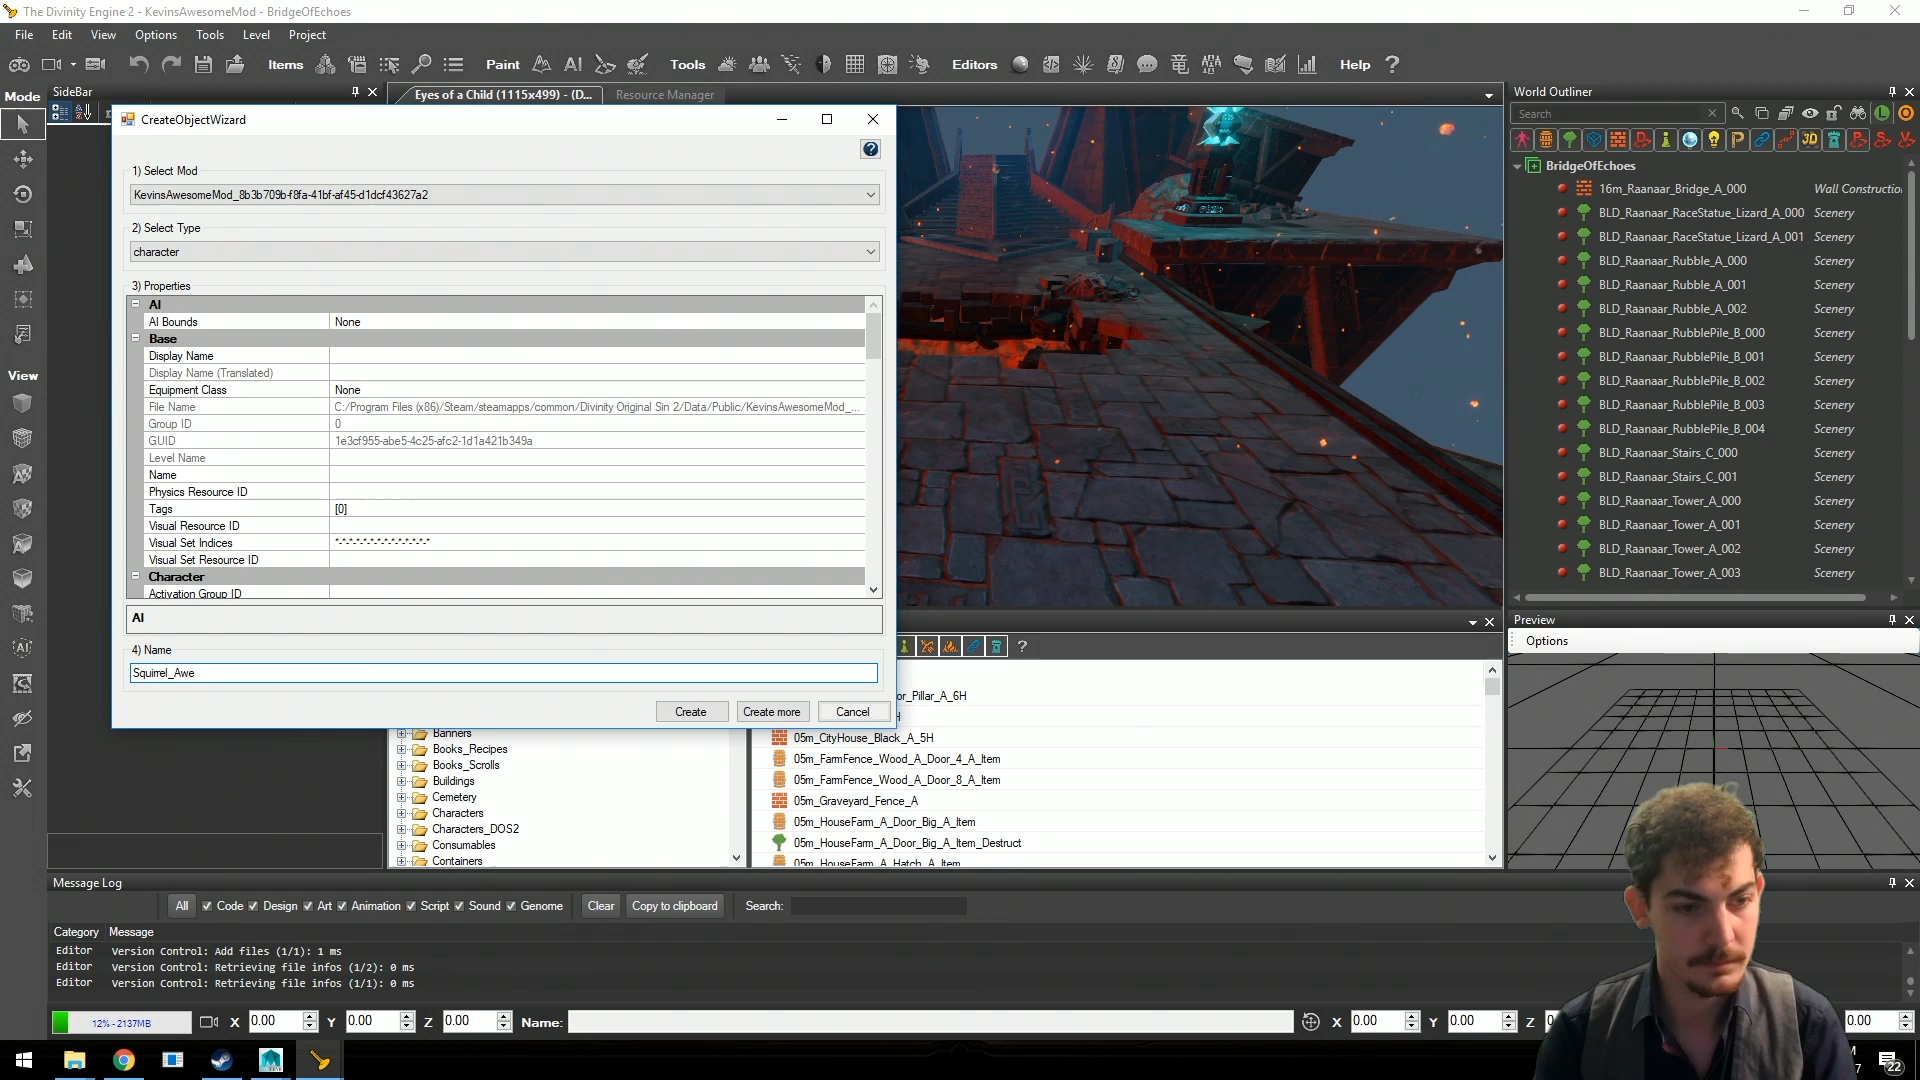 The Divinity Engine 2 - KevinsAwesomeMod - BridgeOfEchoes
File Edit View Options Tools Level Project
Items Paint Tools Editors Help
Mode
SideBar
Eyes of a Child (1115x499) - (D...
Resource Manager
World Outliner
Search
CreateObjectWizard
1) Select Mod
KevinsAwesomeMod_8b3b709b-f8fa-41bf-af45-d1dcf43627a2
2) Select Type
character
3) Properties
AI
AI Bounds None
Base
Display Name
Display Name (Translated)
Equipment Class None
File Name C:/Program Files (x86)/Steam/steamapps/common/Divinity Original Sin 2/Data/Public/KevinsAwesomeMod_...
Group ID 0
GUID 1e3cf955-abe5-4c25-afc2-1d1a421b349a
Level Name
Name
Physics Resource ID
Tags [0]
Visual Resource ID
Visual Set Indices
Visual Set Resource ID
Character
Activation Group ID
AI
4) Name
Squirrel_Awe
Create Create more Cancel
View
BridgeOfEchoes
16m_Raanaar_Bridge_A_000 Wall Constructio
BLD_Raanaar_RaceStatue_Lizard_A_000 Scenery
BLD_Raanaar_RaceStatue_Lizard_A_001 Scenery
BLD_Raanaar_Rubble_A_000 Scenery
BLD_Raanaar_Rubble_A_001 Scenery
BLD_Raanaar_Rubble_A_002 Scenery
BLD_Raanaar_RubblePile_B_000 Scenery
BLD_Raanaar_RubblePile_B_001 Scenery
BLD_Raanaar_RubblePile_B_002 Scenery
BLD_Raanaar_RubblePile_B_003 Scenery
BLD_Raanaar_RubblePile_B_004 Scenery
BLD_Raanaar_Stairs_C_000 Scenery
BLD_Raanaar_Stairs_C_001 Scenery
BLD_Raanaar_Tower_A_000 Scenery
BLD_Raanaar_Tower_A_001 Scenery
BLD_Raanaar_Tower_A_002 Scenery
BLD_Raanaar_Tower_A_003 Scenery
Preview
Options
Banners
Books_Recipes
Books_Scrolls
Buildings
Cemetery
Characters
Characters_DOS2
Consumables
Containers
or_Pillar_A_6H
H
05m_CityHouse_Black_A_5H
05m_FarmFence_Wood_A_Door_4_A_Item
05m_FarmFence_Wood_A_Door_8_A_Item
05m_Graveyard_Fence_A
05m_HouseFarm_A_Door_Big_A_Item
05m_HouseFarm_A_Door_Big_A_Item_Destruct
05m_HouseFarm_A_Hatch_A_Item
Message Log
All Code Design Art Animation Script Sound Genome Clear Copy to clipboard Search:
Category Message
Editor Version Control: Add files (1/1): 1 ms
Editor Version Control: Retrieving file infos (1/2): 0 ms
Editor Version Control: Retrieving file infos (1/1): 0 ms
12% - 2137MB X 0.00 Y 0.00 Z 0.00 Name: X 0.00 Y 0.00 Z 0.00
22